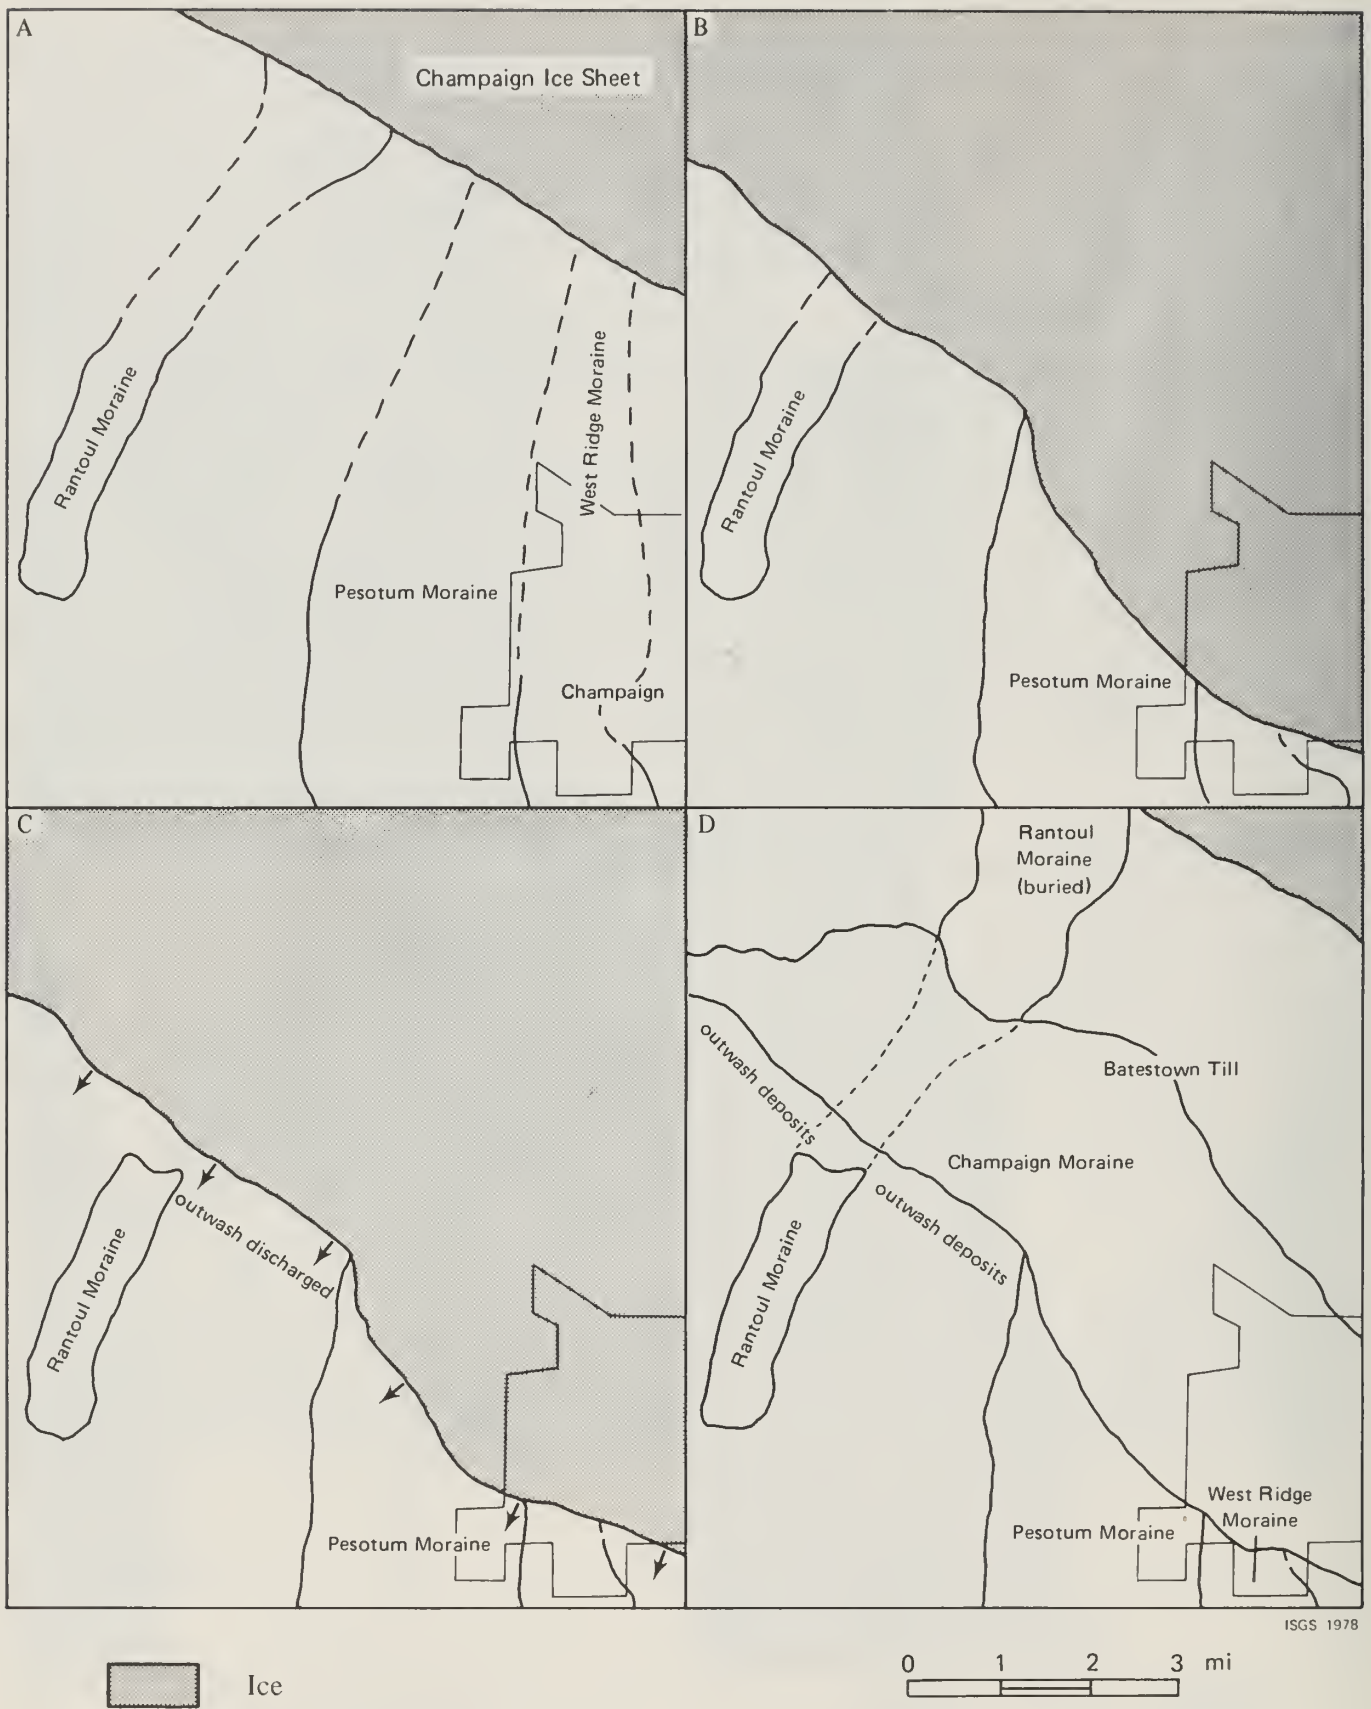 A
Champaign Ice Sheet
Rantoul Moraine
West Ridge Moraine
Pesotum Moraine
Champaign
B
Rantoul Moraine
Pesotum Moraine
C
outwash discharged
Rantoul Moraine
Pesotum Moraine
D
Rantoul
Moraine
(buried)
outwash deposits
Batestown Till
Champaign Moraine
outwash deposits
Rantoul Moraine
West Ridge
Moraine
Pesotum Moraine
ISGS 1978
Ice
0 1 2 3 mi